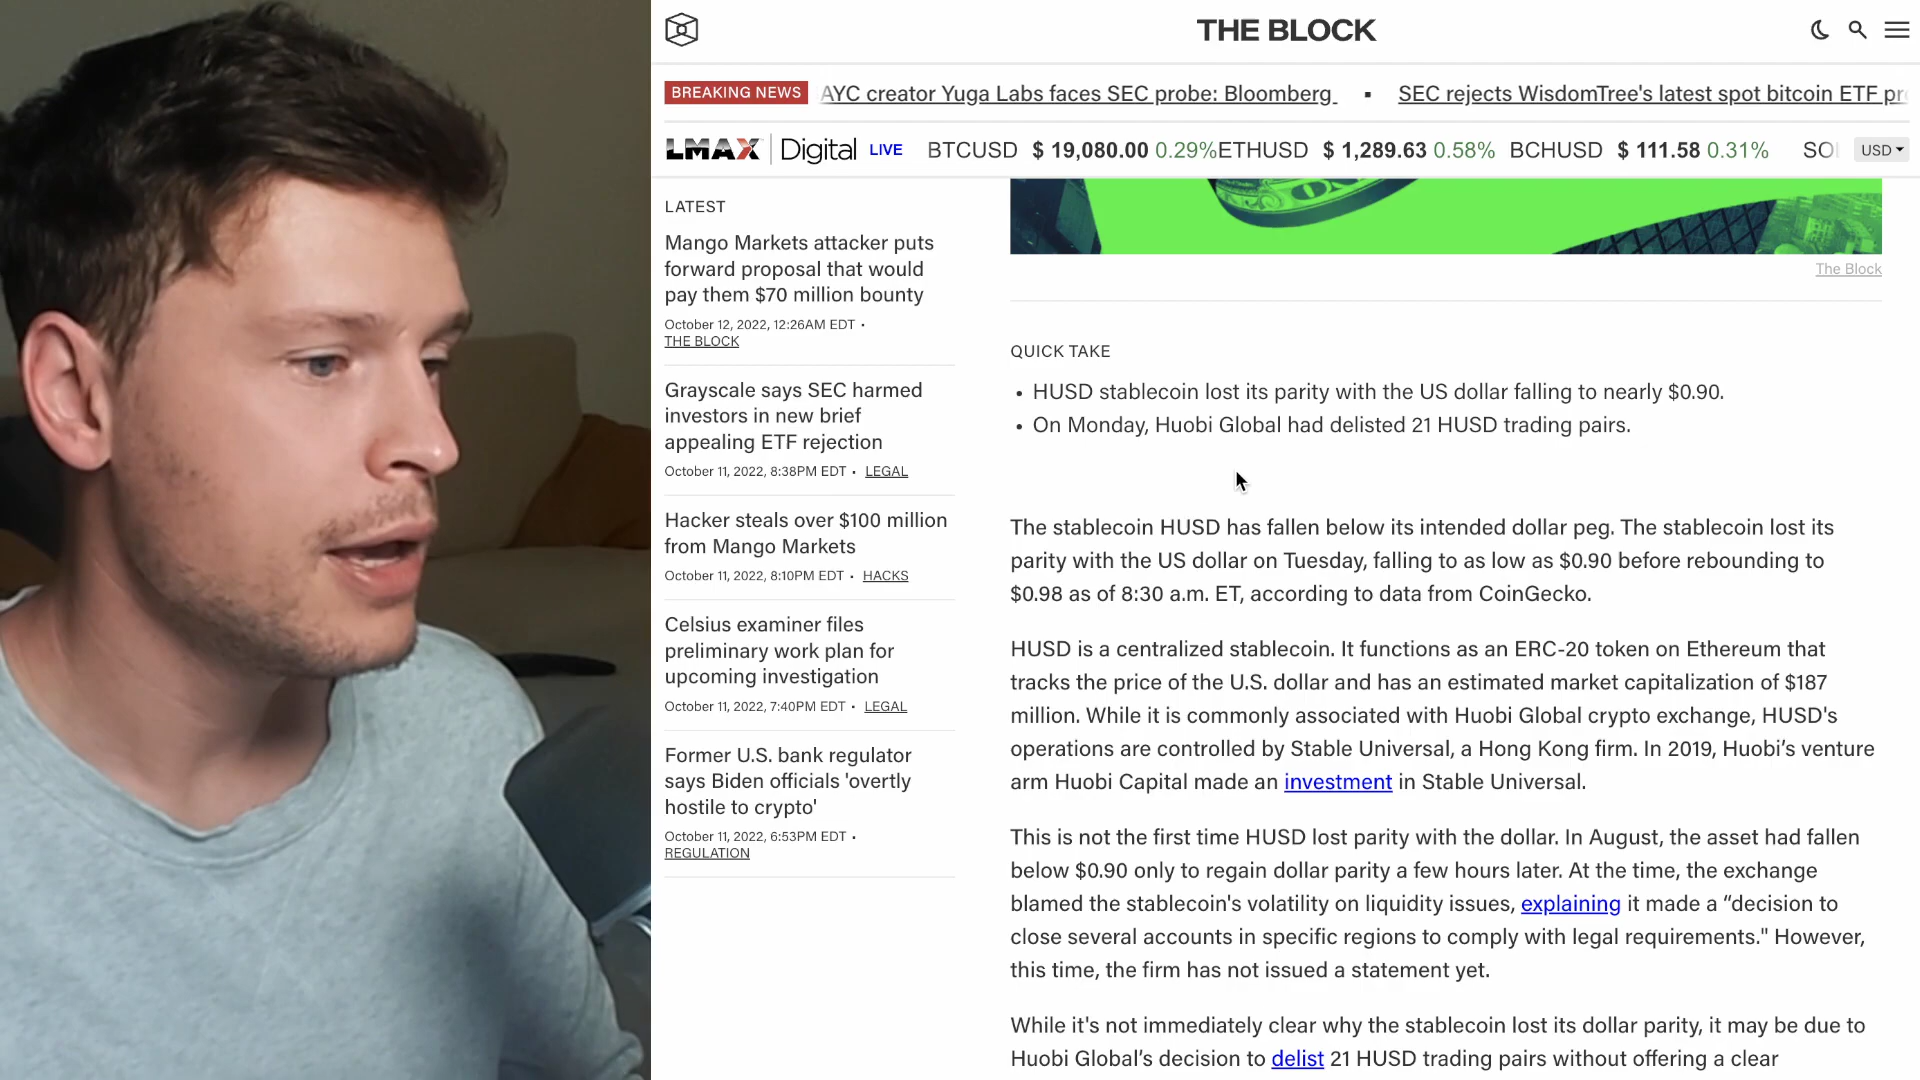 THE BLOCK
BREAKING NEWS
AYC creator Yuga Labs faces SEC probe: Bloomberg ▪ SEC rejects WisdomTree's latest spot bitcoin ETF pr
LMAX Digital LIVE BTCUSD $ 19,080.00 0.29% ETHUSD $ 1,289.63 0.58% BCHUSD $ 111.58 0.31% SO USD
LATEST
Mango Markets attacker puts
forward proposal that would
pay them $70 million bounty
October 12, 2022, 12:26AM EDT •
THE BLOCK
Grayscale says SEC harmed
investors in new brief
appealing ETF rejection
October 11, 2022, 8:38PM EDT • LEGAL
Hacker steals over $100 million
from Mango Markets
October 11, 2022, 8:10PM EDT • HACKS
Celsius examiner files
preliminary work plan for
upcoming investigation
October 11, 2022, 7:40PM EDT • LEGAL
Former U.S. bank regulator
says Biden officials 'overtly
hostile to crypto'
October 11, 2022, 6:53PM EDT •
REGULATION
The Block
QUICK TAKE
• HUSD stablecoin lost its parity with the US dollar falling to nearly $0.90.
• On Monday, Huobi Global had delisted 21 HUSD trading pairs.
The stablecoin HUSD has fallen below its intended dollar peg. The stablecoin lost its
parity with the US dollar on Tuesday, falling to as low as $0.90 before rebounding to
$0.98 as of 8:30 a.m. ET, according to data from CoinGecko.
HUSD is a centralized stablecoin. It functions as an ERC-20 token on Ethereum that
tracks the price of the U.S. dollar and has an estimated market capitalization of $187
million. While it is commonly associated with Huobi Global crypto exchange, HUSD's
operations are controlled by Stable Universal, a Hong Kong firm. In 2019, Huobi’s venture
arm Huobi Capital made an investment in Stable Universal.
This is not the first time HUSD lost parity with the dollar. In August, the asset had fallen
below $0.90 only to regain dollar parity a few hours later. At the time, the exchange
blamed the stablecoin's volatility on liquidity issues, explaining it made a “decision to
close several accounts in specific regions to comply with legal requirements." However,
this time, the firm has not issued a statement yet.
While it's not immediately clear why the stablecoin lost its dollar parity, it may be due to
Huobi Global’s decision to delist 21 HUSD trading pairs without offering a clear